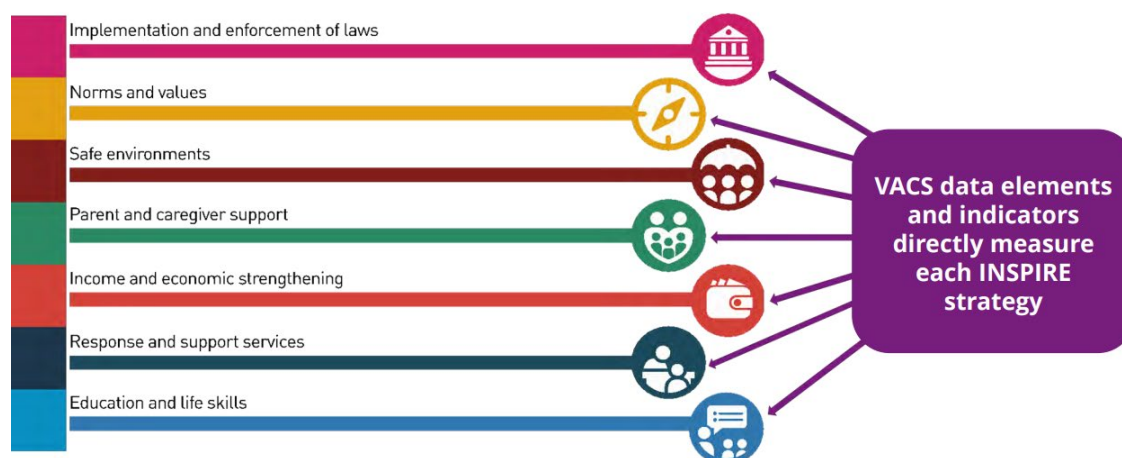 Implementation and enforcement of laws
Norms and values
Safe environments
Parent and caregiver support
Income and economic strengthening
Response and support services
Education and life skills
VACS data elements
and indicators
directly measure
each INSPIRE
strategy